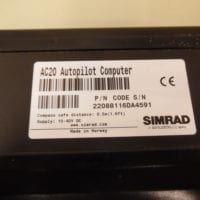 AC20 Autopilot Computer
CE
P/N CODE S/N
22088116DA4591
Compass safe distance: 0,5m(1.6Ft)
Supply: 10-40V DC
www.simrad.com
Made in Norway
SIMRAD